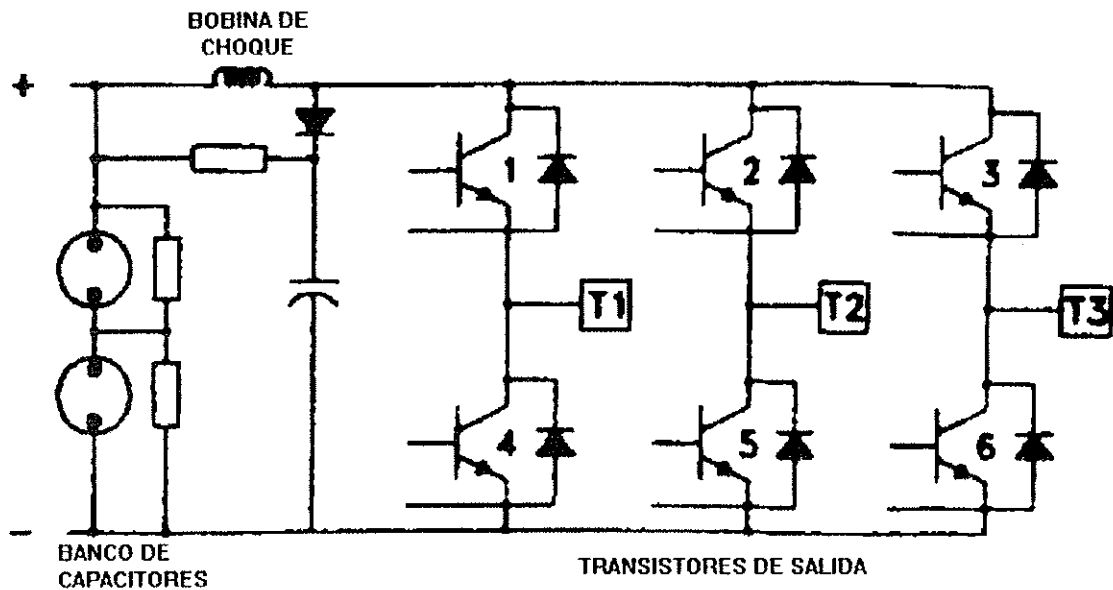 BOBINA DE
CHOQUE
+
1
2
3
T1
T2
T3
4
5
6
−
BANCO DE
CAPACITORES
TRANSISTORES DE SALIDA